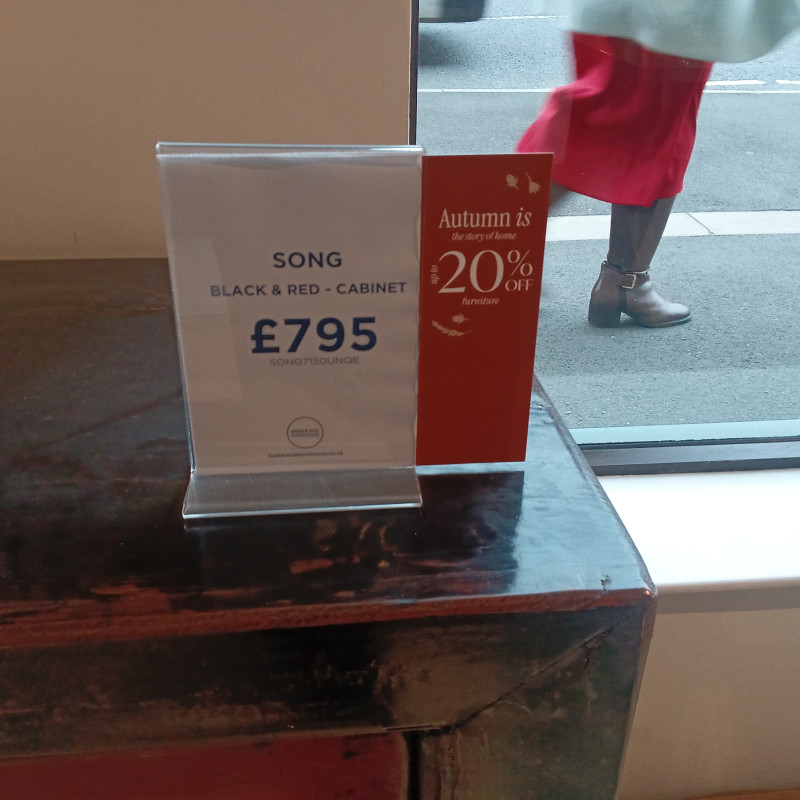 SONG
BLACK & RED - CABINET
£795
SONG7150UNQE
Autumn is
the story of home
up to
20%
OFF
furniture